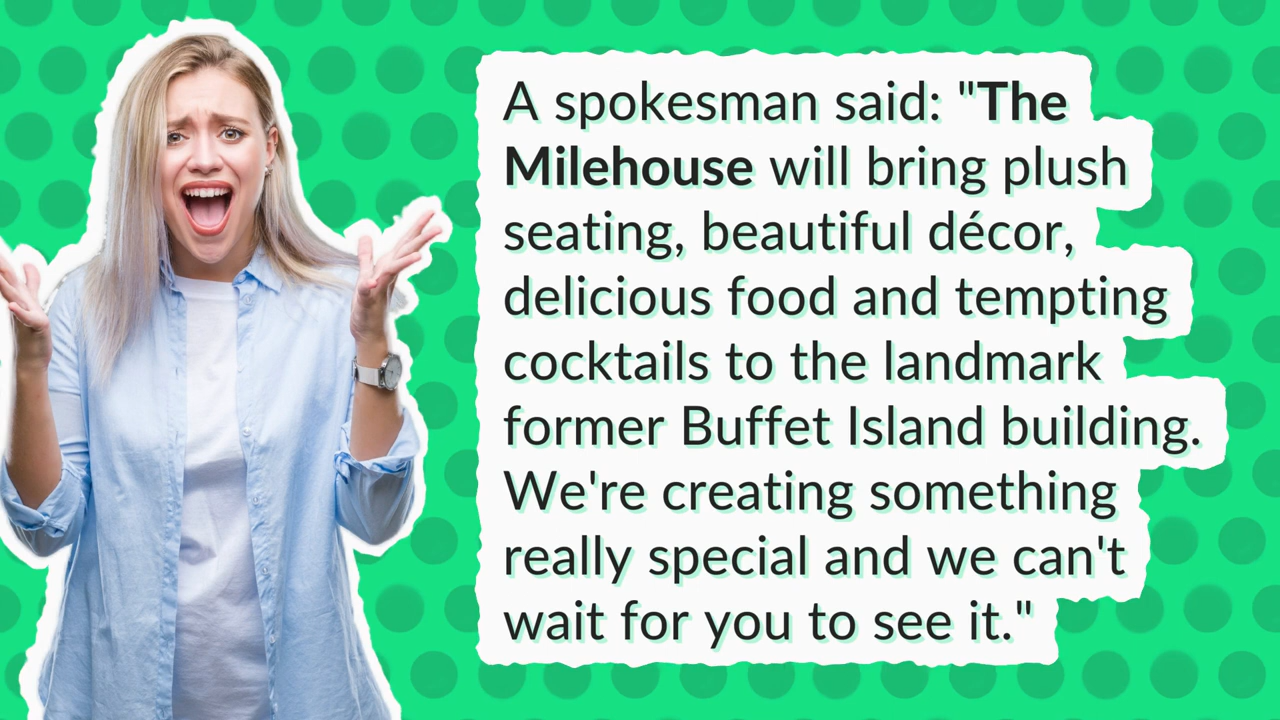 A spokesman said: "The
Milehouse will bring plush
seating, beautiful décor,
delicious food and tempting
cocktails to the landmark
former Buffet Island building.
We're creating something
really special and we can't
wait for you to see it."